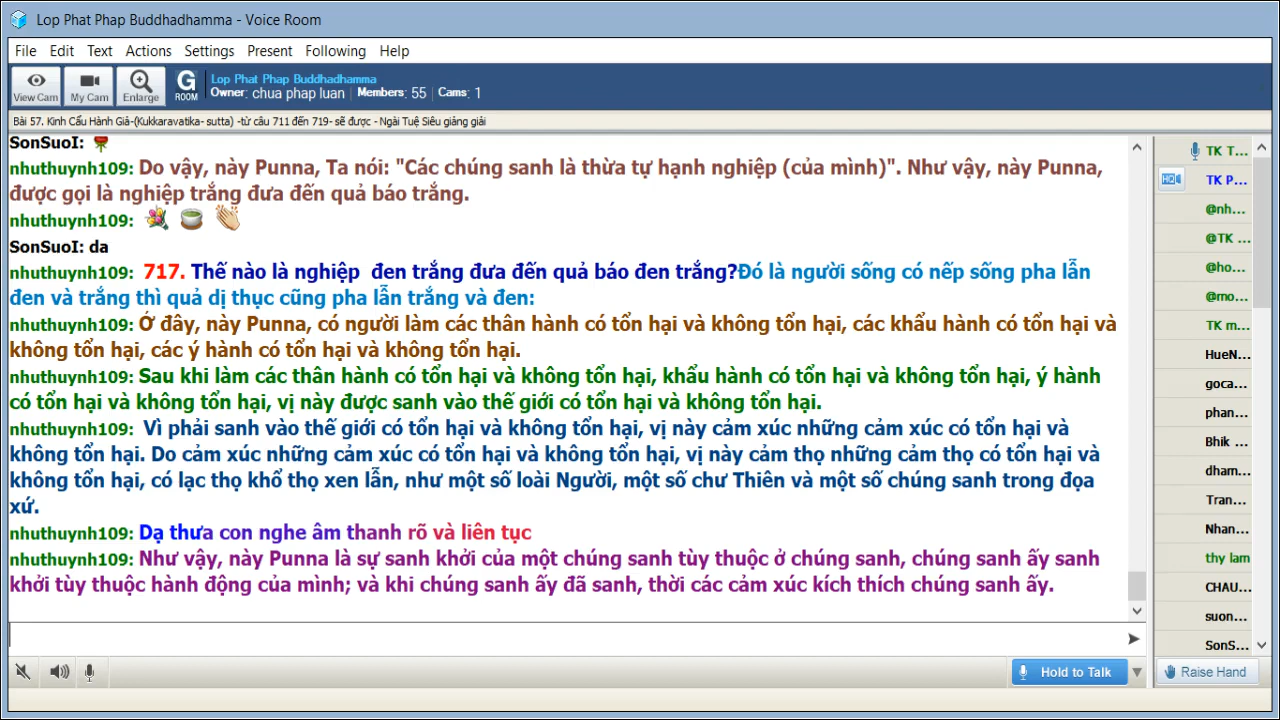 Lop Phat Phap Buddhadhamma - Voice Room
File Edit Text Actions Settings Present Following Help
View Cam My Cam Enlarge G ROOM
Lop Phat Phap Buddhadhamma
Owner: chua phap luan | Members: 55 | Cams: 1
Bài 57. Kinh Cẩu Hành Giả-(Kukkaravatika- sutta) -từ câu 711 đến 719- sẽ được - Ngài Tuệ Siêu giảng giải
SonSuoI:
nhuthuynh109: Do vậy, này Punna, Ta nói: "Các chúng sanh là thừa tự hạnh nghiệp (của mình)". Như vậy, này Punna,
được gọi là nghiệp trắng đưa đến quả báo trắng.
nhuthuynh109:
SonSuoI: da
nhuthuynh109: 717. Thế nào là nghiệp đen trắng đưa đến quả báo đen trắng?Đó là người sống có nếp sống pha lẫn
đen và trắng thì quả dị thục cũng pha lẫn trắng và đen:
nhuthuynh109: Ở đây, này Punna, có người làm các thân hành có tổn hại và không tổn hại, các khẩu hành có tổn hại và
không tổn hại, các ý hành có tổn hại và không tổn hại.
nhuthuynh109: Sau khi làm các thân hành có tổn hại và không tổn hại, khẩu hành có tổn hại và không tổn hại, ý hành
có tổn hại và không tổn hại, vị này được sanh vào thế giới có tổn hại và không tổn hại.
nhuthuynh109: Vì phải sanh vào thế giới có tổn hại và không tổn hại, vị này cảm xúc những cảm xúc có tổn hại và
không tổn hại. Do cảm xúc những cảm xúc có tổn hại và không tổn hại, vị này cảm thọ những cảm thọ có tổn hại và
không tổn hại, có lạc thọ khổ thọ xen lẫn, như một số loài Người, một số chư Thiên và một số chúng sanh trong đọa
xứ.
nhuthuynh109: Dạ thưa con nghe âm thanh rõ và liên tục
nhuthuynh109: Như vậy, này Punna là sự sanh khởi của một chúng sanh tùy thuộc ở chúng sanh, chúng sanh ấy sanh
khởi tùy thuộc hành động của mình; và khi chúng sanh ấy đã sanh, thời các cảm xúc kích thích chúng sanh ấy.
TK T...
HQ TK P...
@nh...
@TK ...
@ho...
@mo...
TK m...
HueN...
goca...
phan...
Bhik ...
dham...
Tran...
Nhan...
thy lam
CHAU...
suon...
SonS...
Hold to Talk
Raise Hand